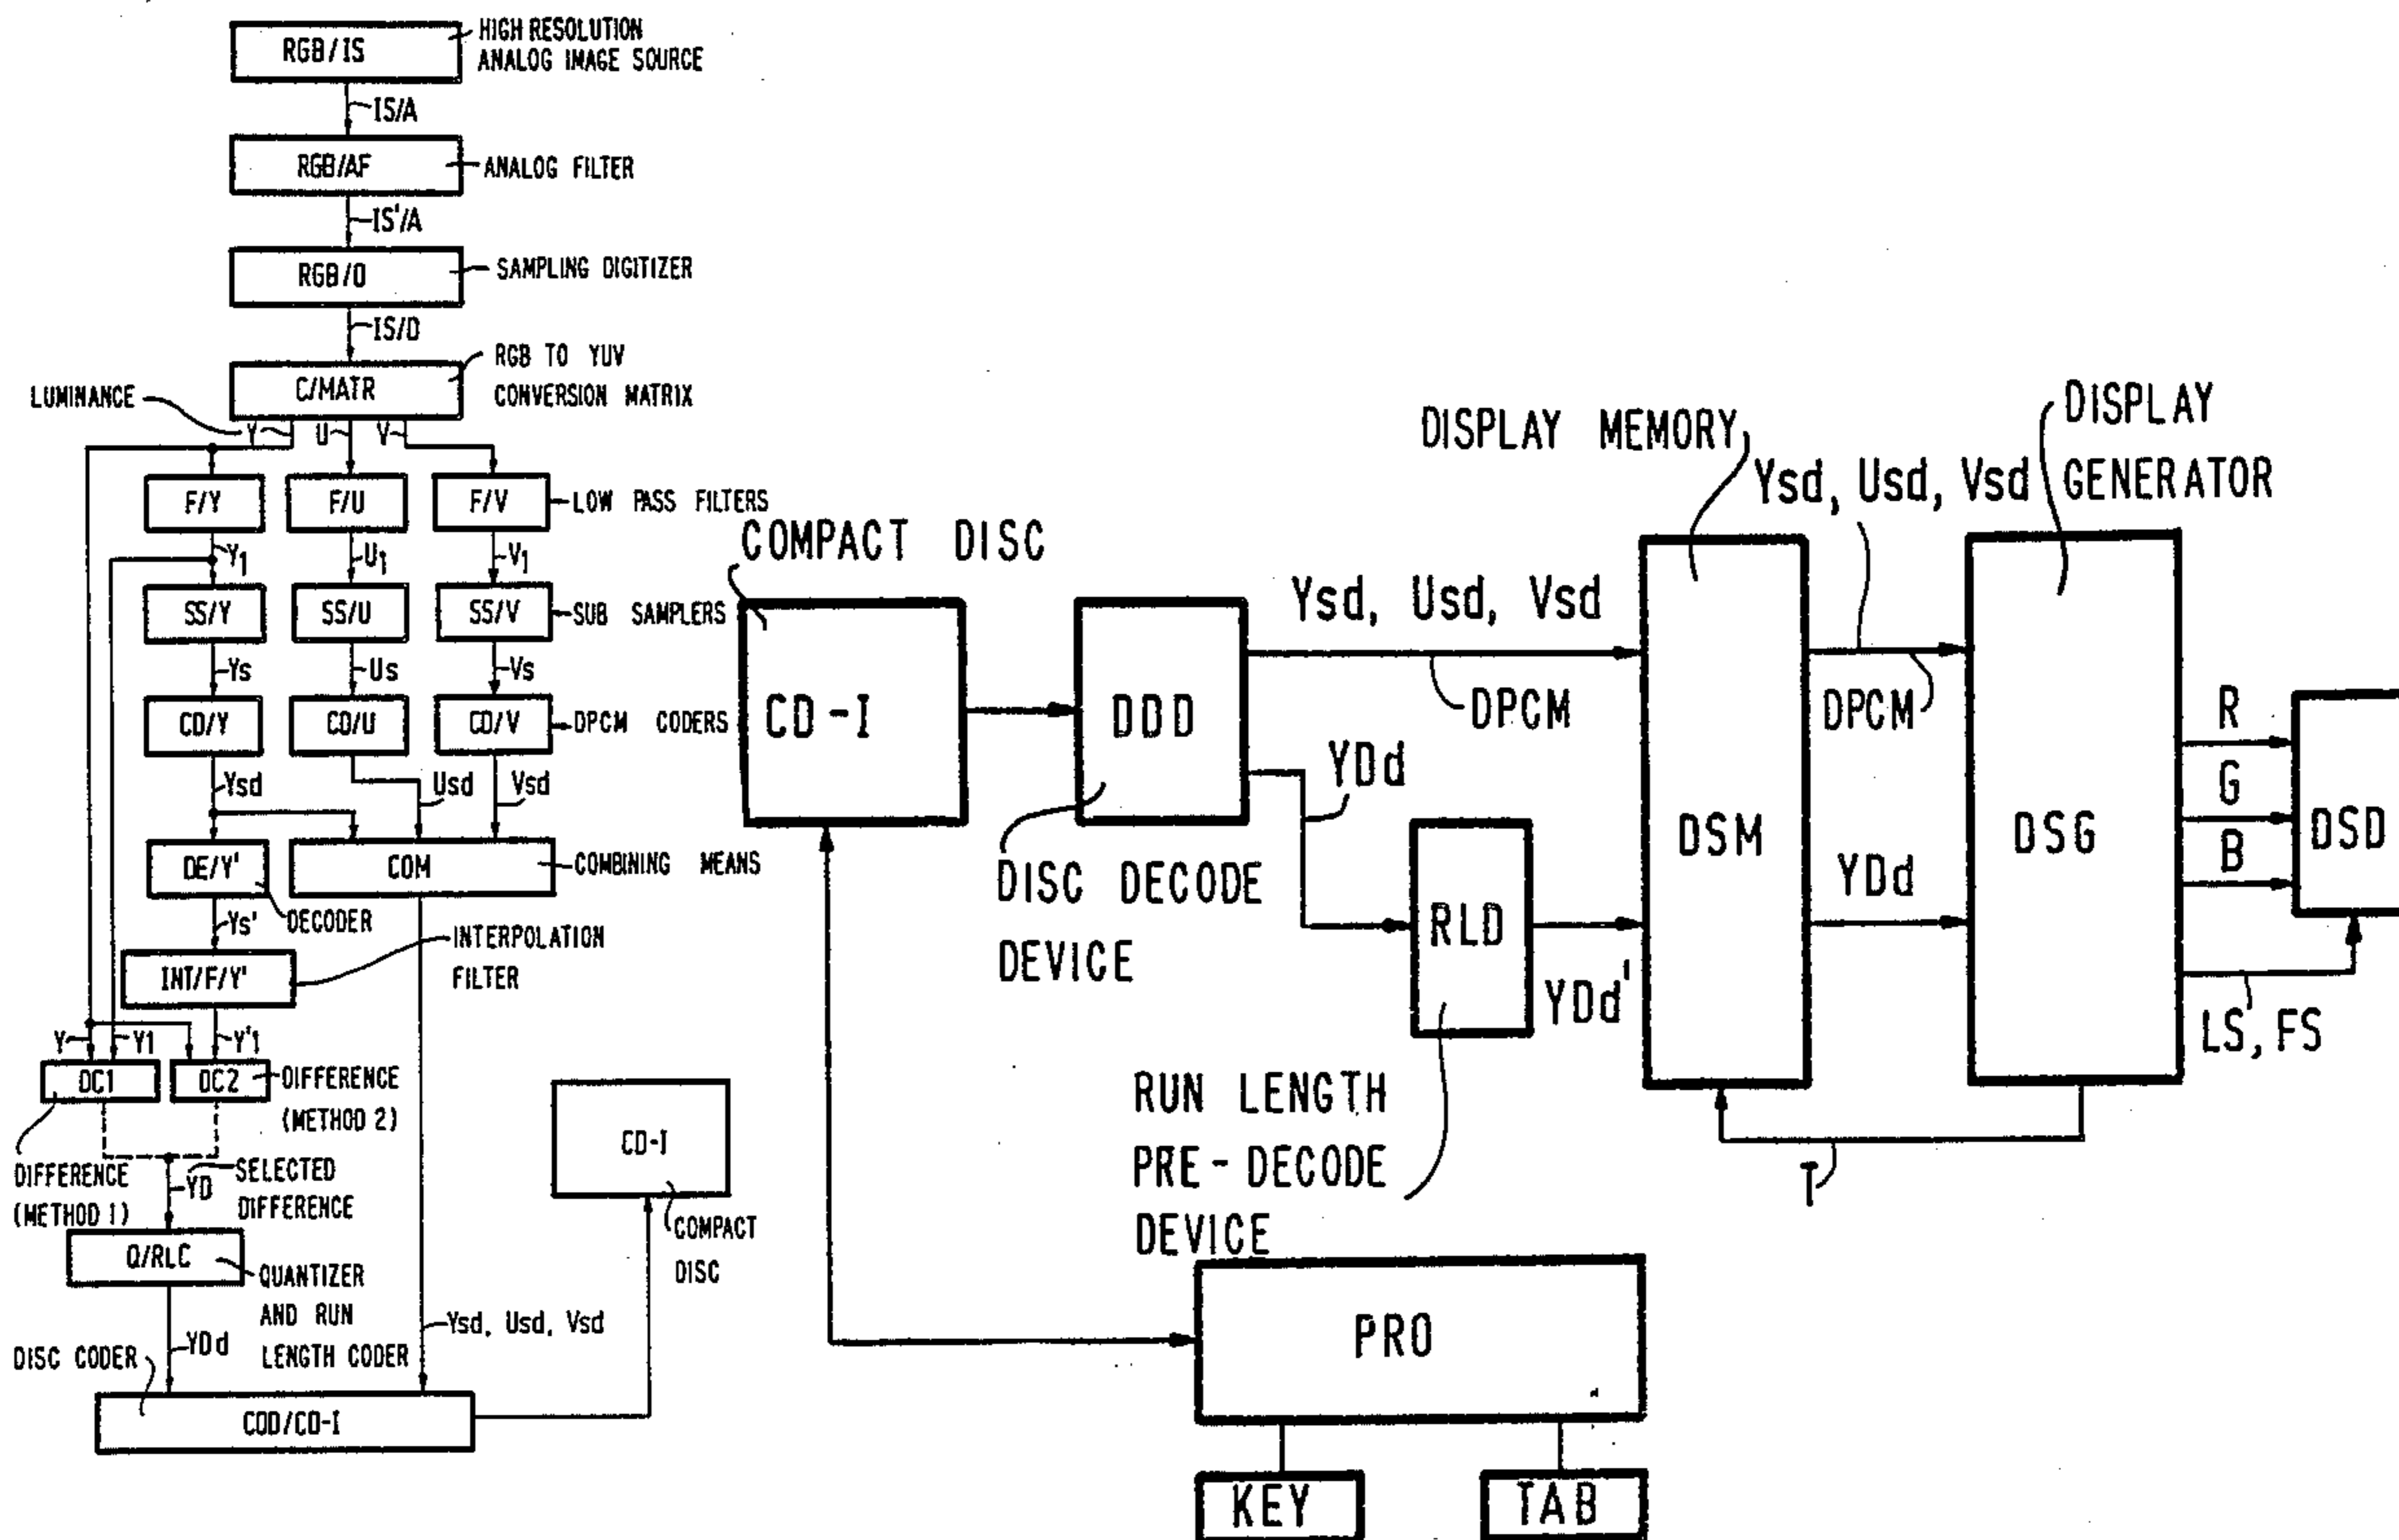 RGB/IS
HIGH RESOLUTION
ANALOG IMAGE SOURCE
IS/A
RGB/AF
ANALOG FILTER
IS'/A
RGB/D
SAMPLING DIGITIZER
IS/D
RGB TO YUV
CONVERSION MATRIX
C/MATR
LUMINANCE
Y
U
V
F/Y
F/U
F/V
LOW PASS FILTERS
Y1
U1
V1
SS/Y
SS/U
SS/V
SUB SAMPLERS
Ys
Us
Vs
CD/Y
CD/U
CD/V
DPCM CODERS
Ysd
Usd
Vsd
DE/Y'
COM
COMBINING MEANS
Ys'
DECODER
INTERPOLATION
FILTER
INT/F/Y'
Y
Y1
Y'1
DC1
DC2
DIFFERENCE
(METHOD 2)
DIFFERENCE
(METHOD 1)
YD
SELECTED
DIFFERENCE
Q/RLC
QUANTIZER
AND RUN
LENGTH CODER
YDd
Ysd, Usd, Vsd
DISC CODER
COD/CD-I
CD-I
COMPACT
DISC
COMPACT DISC
CD-I
DDD
DISC DECODE
DEVICE
Ysd, Usd, Vsd
DPCM
YDd
RLD
YDd'
RUN LENGTH
PRE-DECODE
DEVICE
DISPLAY MEMORY
DSM
Ysd, Usd, Vsd
DPCM
YDd
DISPLAY
GENERATOR
DSG
R
G
B
DSD
LS, FS
T
PRO
KEY
TAB